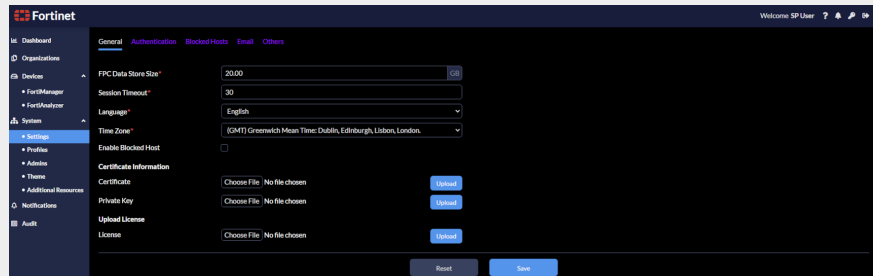 Fortinet
Welcome SP User
Dashboard
Organizations
Devices
FortiManager
FortiAnalyzer
System
Settings
Profiles
Admins
Theme
Additional Resources
Notifications
Audit
General Authentication Blocked Hosts Email Others
FPC Data Store Size* 20.00 GB
Session Timeout* 30
Language* English
Time Zone* (GMT) Greenwich Mean Time: Dublin, Edinburgh, Lisbon, London.
Enable Blocked Host
Certificate Information
Certificate Choose File No file chosen Upload
Private Key Choose File No file chosen Upload
Upload License
License Choose File No file chosen Upload
Reset Save